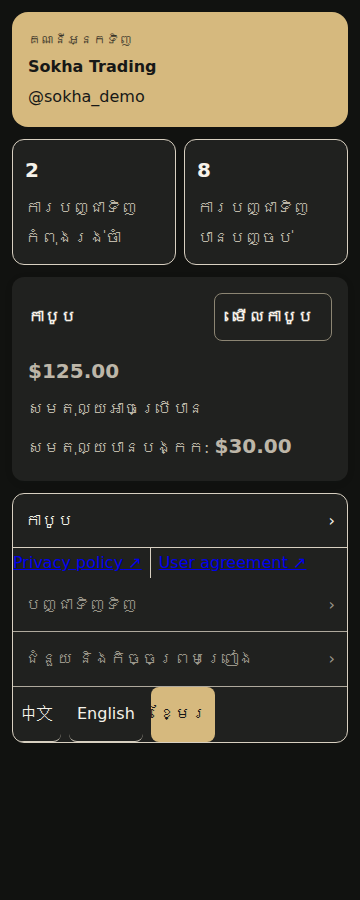 គណនីអ្នកទិញ
Sokha Trading
@sokha_demo
2
ការបញ្ជាទិញ
កំពុងរង់ចាំ
8
ការបញ្ជាទិញ
បានបញ្ចប់
កាបូប
មើលកាបូប
$125.00
សមតុល្យអាចប្រើបាន
សមតុល្យបានបង្កក: $30.00
កាបូប ›
Privacy policy ↗ User agreement ↗
បញ្ជាទិញទិញ ›
ជំនួយ និងកិច្ចព្រមព្រៀង ›
中文 English ខ្មែរ